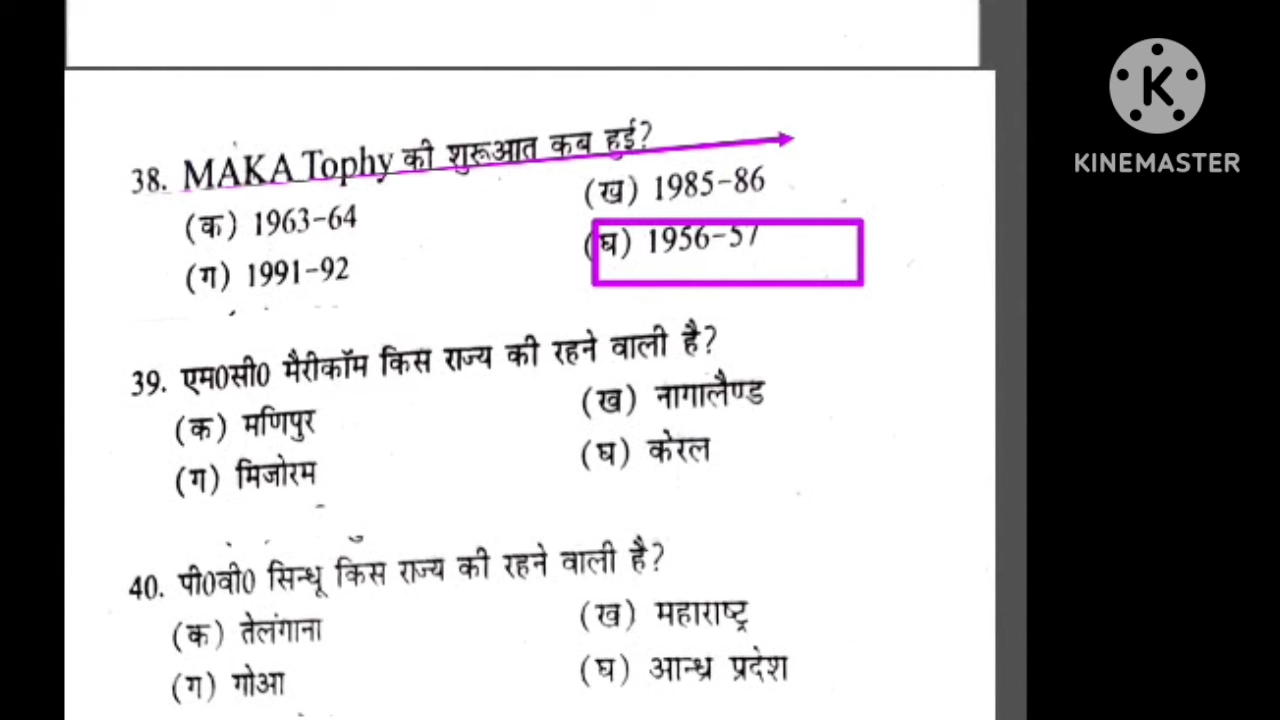 K
KINEMASTER
38. MAKA Tophy की शुरूआत कब हुई?
(क) 1963-64 (ख) 1985-86
(ग) 1991-92 (घ) 1956-57
39. एम0सी0 मैरीकॉम किस राज्य की रहने वाली है?
(क) मणिपुर (ख) नागालैण्ड
(ग) मिजोरम (घ) केरल
40. पी0वी0 सिन्धू किस राज्य की रहने वाली है?
(क) तेलंगाना (ख) महाराष्ट्र
(ग) गोआ (घ) आन्ध्र प्रदेश